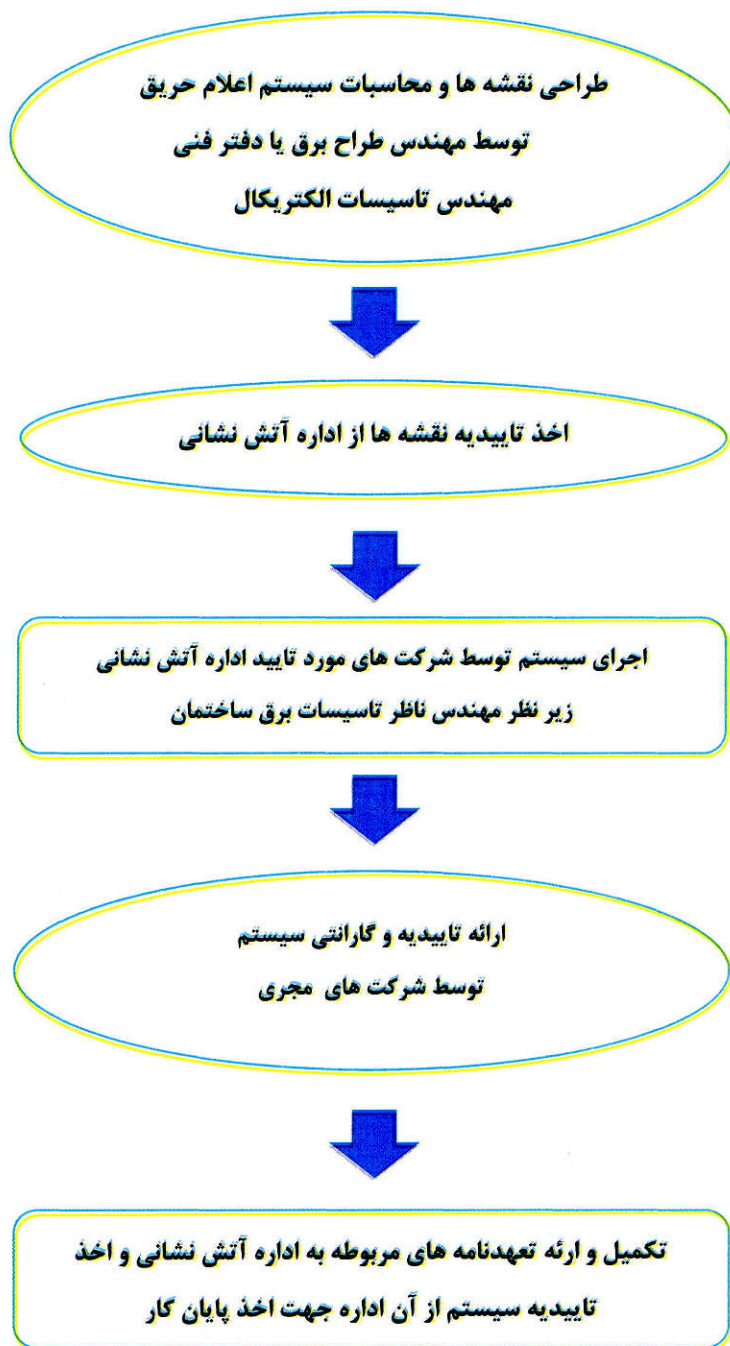 طراحی نقشه ها و محاسبات سیستم اعلام حریق
توسط مهندس طراح برق یا دفتر فنی
مهندس تاسیسات الکتریکال
اخذ تاییدیه نقشه ها از اداره آتش نشانی
اجرای سیستم توسط شرکت های مورد تایید اداره آتش نشانی
زیر نظر مهندس ناظر تاسیسات برق ساختمان
ارائه تاییدیه و گارانتی سیستم
توسط شرکت های مجری
تکمیل و ارئه تعهدنامه های مربوطه به اداره آتش نشانی و اخذ
تاییدیه سیستم از آن اداره جهت اخذ پایان کار